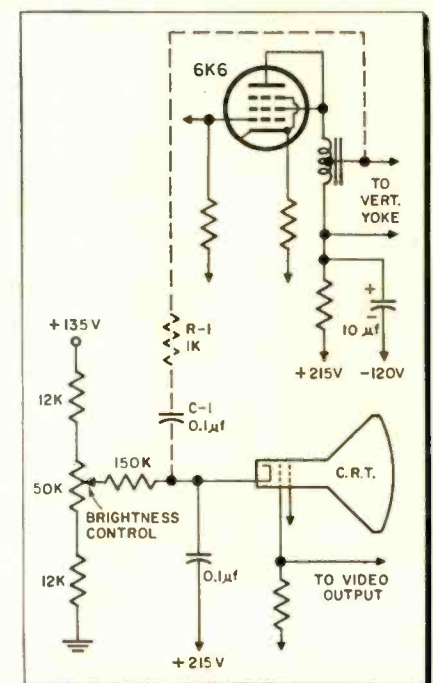 6K6
TO
VERT.
YOKE
+
-
10 µf
+215V -120V
R-1
1K
C-1
0.1µf
+135V
12K
150K
50K
BRIGHTNESS
CONTROL
12K
0.1µf
+215V
C.R.T.
TO VIDEO
OUTPUT